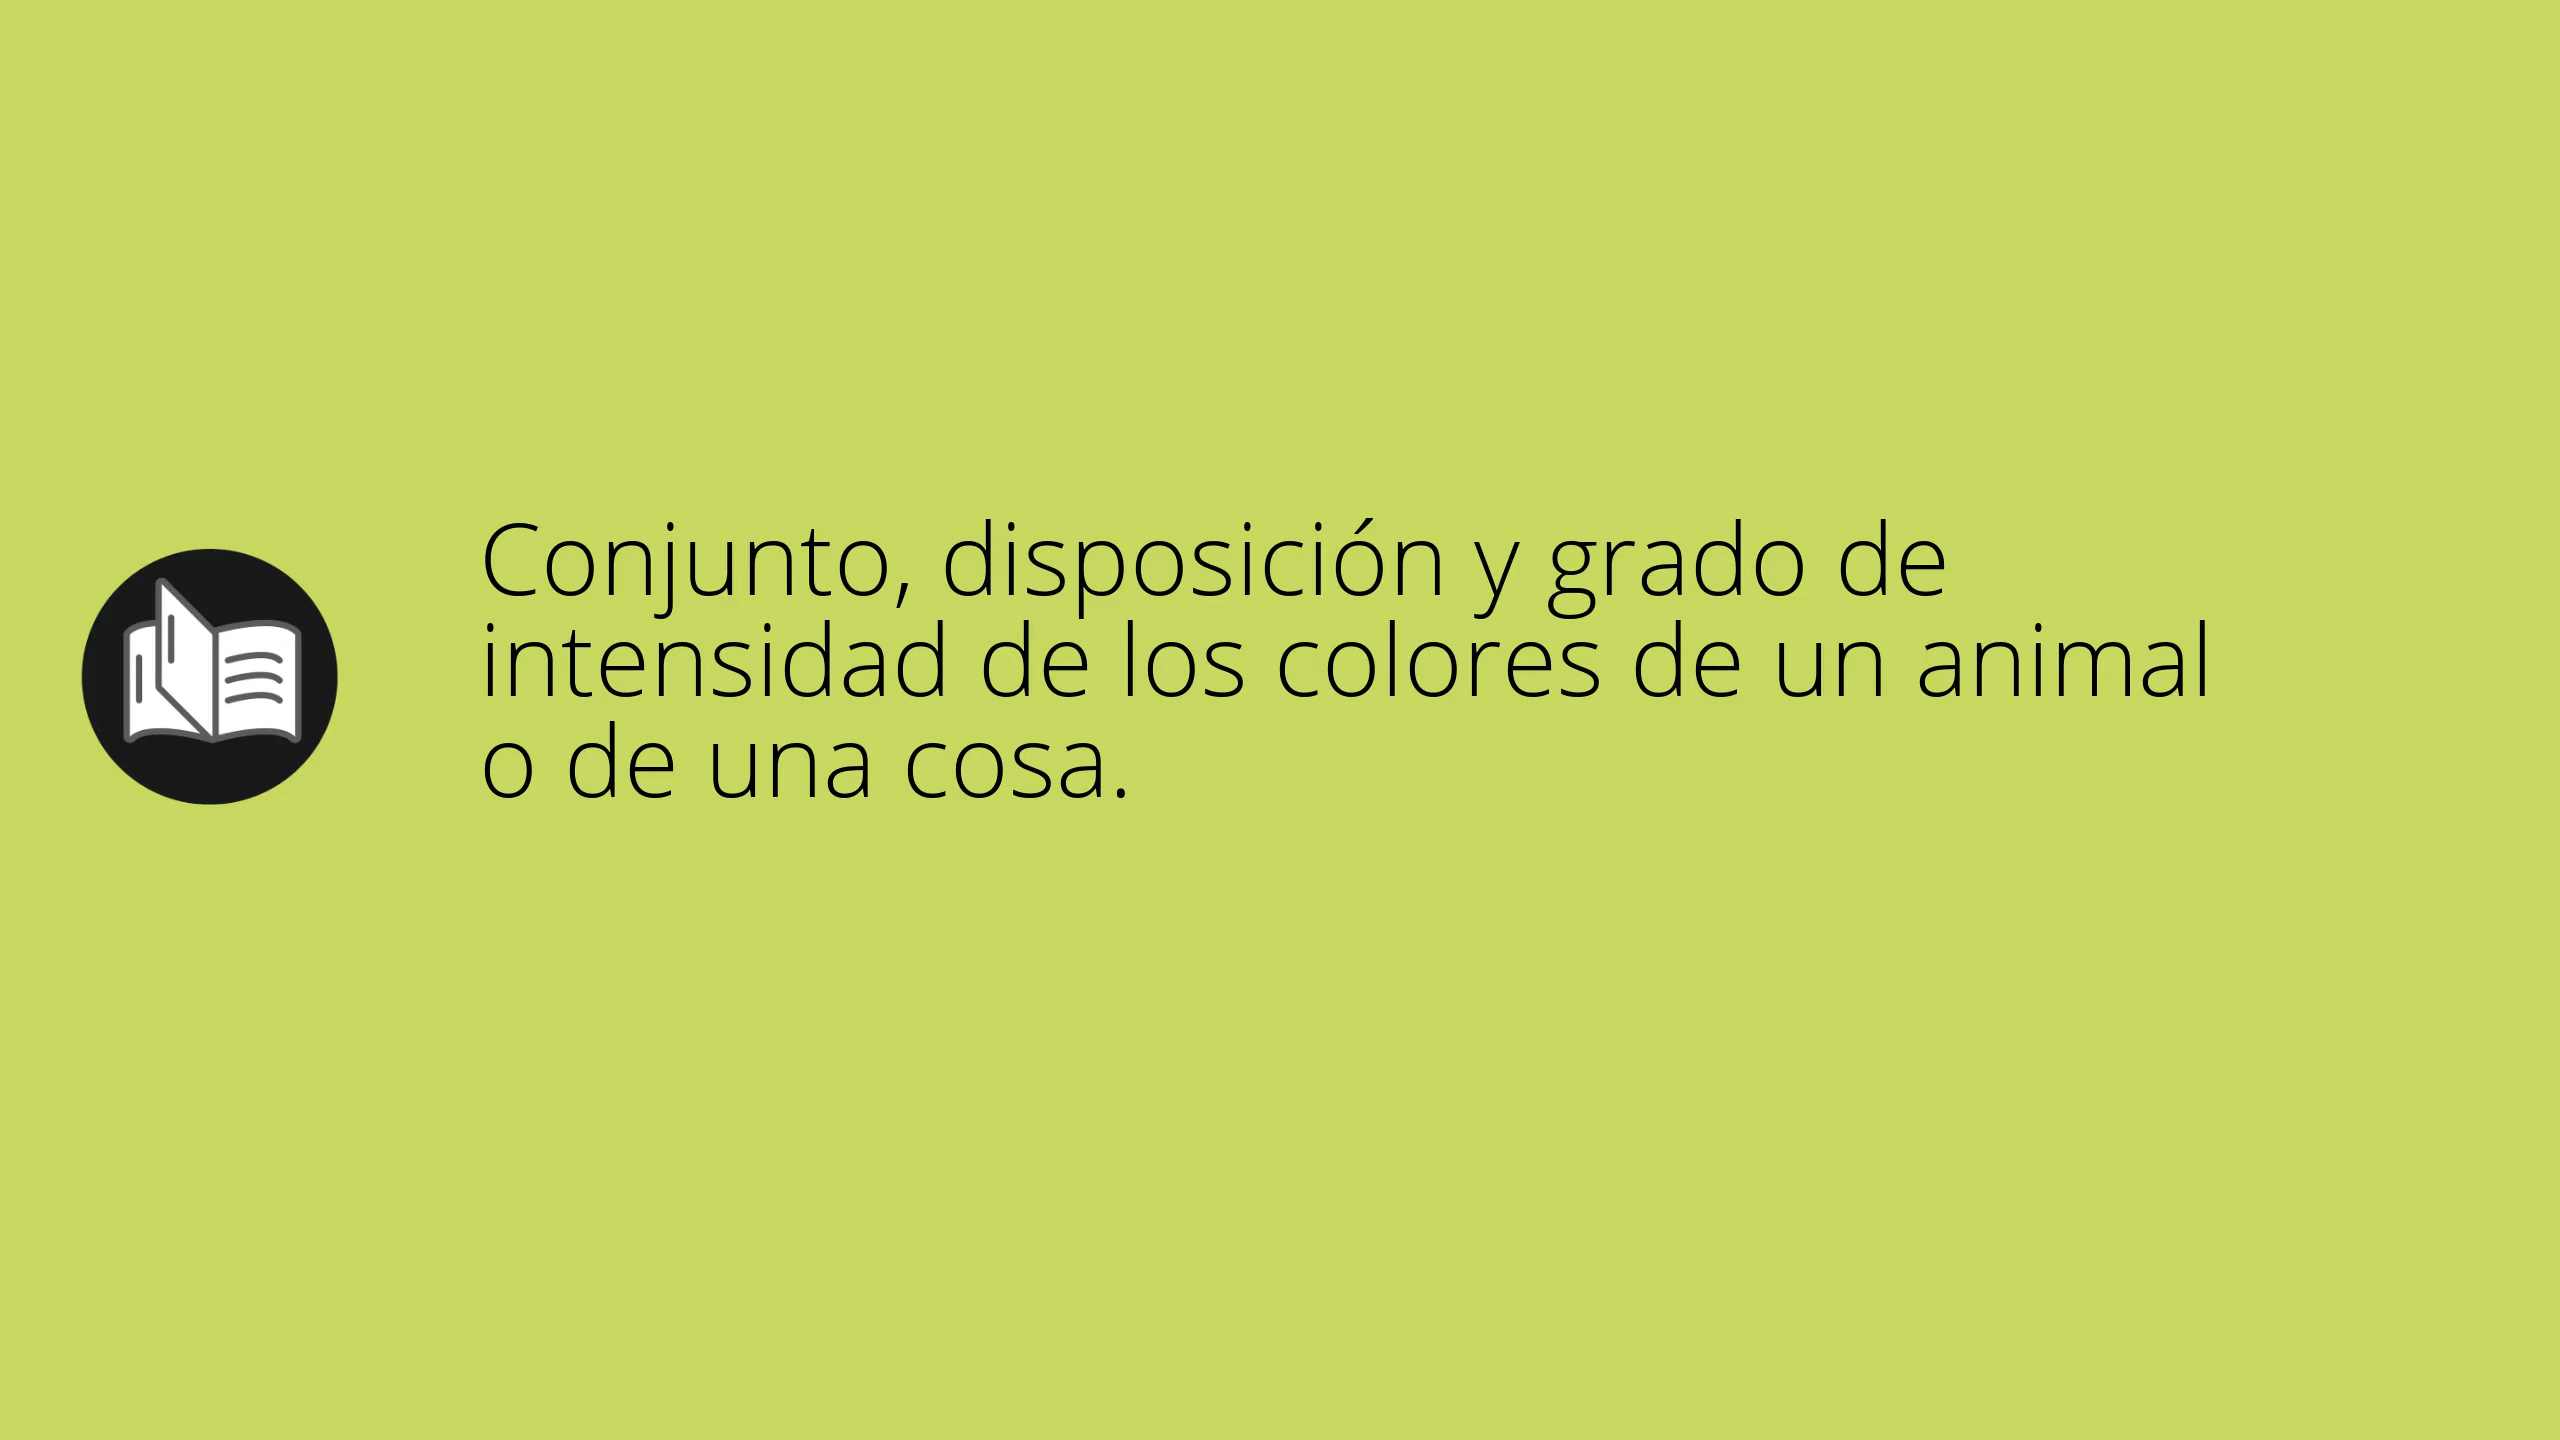 Conjunto, disposición y grado de
intensidad de los colores de un animal
o de una cosa.